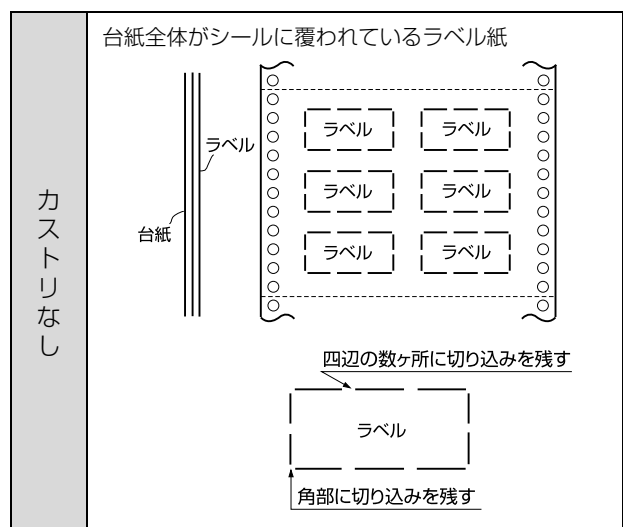 カストリなし
台紙全体がシールに覆われているラベル紙
ラベル
台紙
ラベル ラベル
ラベル ラベル
ラベル ラベル
四辺の数ヶ所に切り込みを残す
ラベル
角部に切り込みを残す